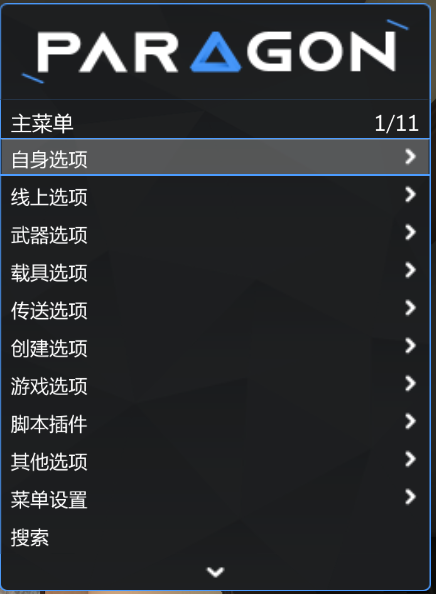 PARAGON
主菜单 1/11
自身选项
线上选项
武器选项
载具选项
传送选项
创建选项
游戏选项
脚本插件
其他选项
菜单设置
搜索